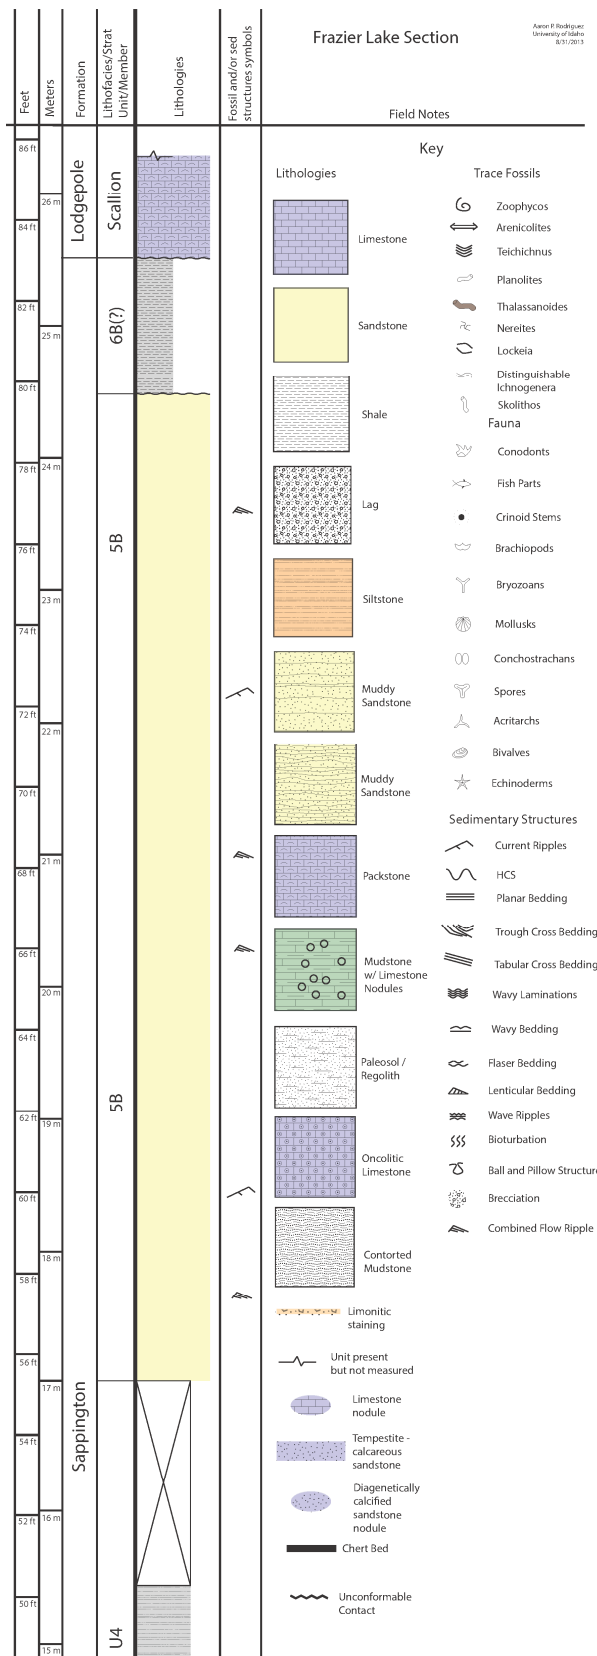 Aaron P. Rodriguez
University of Idaho
8/31/2013
Frazier Lake Section
Feet
Meters
Formation
Lithofacies/Strat
Unit/Member
Lithologies
Fossil and/or sed
structures symbols
Field Notes
86 ft
26 m
84 ft
82 ft
25 m
80 ft
78 ft
24 m
76 ft
23 m
74 ft
72 ft
22 m
70 ft
21 m
68 ft
66 ft
20 m
64 ft
62 ft
19 m
60 ft
18 m
58 ft
56 ft
17 m
54 ft
52 ft
16 m
50 ft
15 m
Lodgepole
Scallion
6B(?)
5B
5B
Sappington
U4
Key
Lithologies
Limestone
Sandstone
Shale
Lag
Siltstone
Muddy
Sandstone
Muddy
Sandstone
Packstone
Mudstone
w/ Limestone
Nodules
Paleosol /
Regolith
Oncolitic
Limestone
Contorted
Mudstone
Limonitic
staining
Unit present
but not measured
Limestone
nodule
Tempestite -
calcareous
sandstone
Diagenetically
calcified
sandstone
nodule
Chert Bed
Unconformable
Contact
Trace Fossils
Zoophycos
Arenicolites
Teichichnus
Planolites
Thalassanoides
Nereites
Lockeia
Distinguishable
Ichnogenera
Skolithos
Fauna
Conodonts
Fish Parts
Crinoid Stems
Brachiopods
Bryozoans
Mollusks
Conchostrachans
Spores
Acritarchs
Bivalves
Echinoderms
Sedimentary Structures
Current Ripples
HCS
Planar Bedding
Trough Cross Bedding
Tabular Cross Bedding
Wavy Laminations
Wavy Bedding
Flaser Bedding
Lenticular Bedding
Wave Ripples
Bioturbation
Ball and Pillow Structure
Brecciation
Combined Flow Ripple